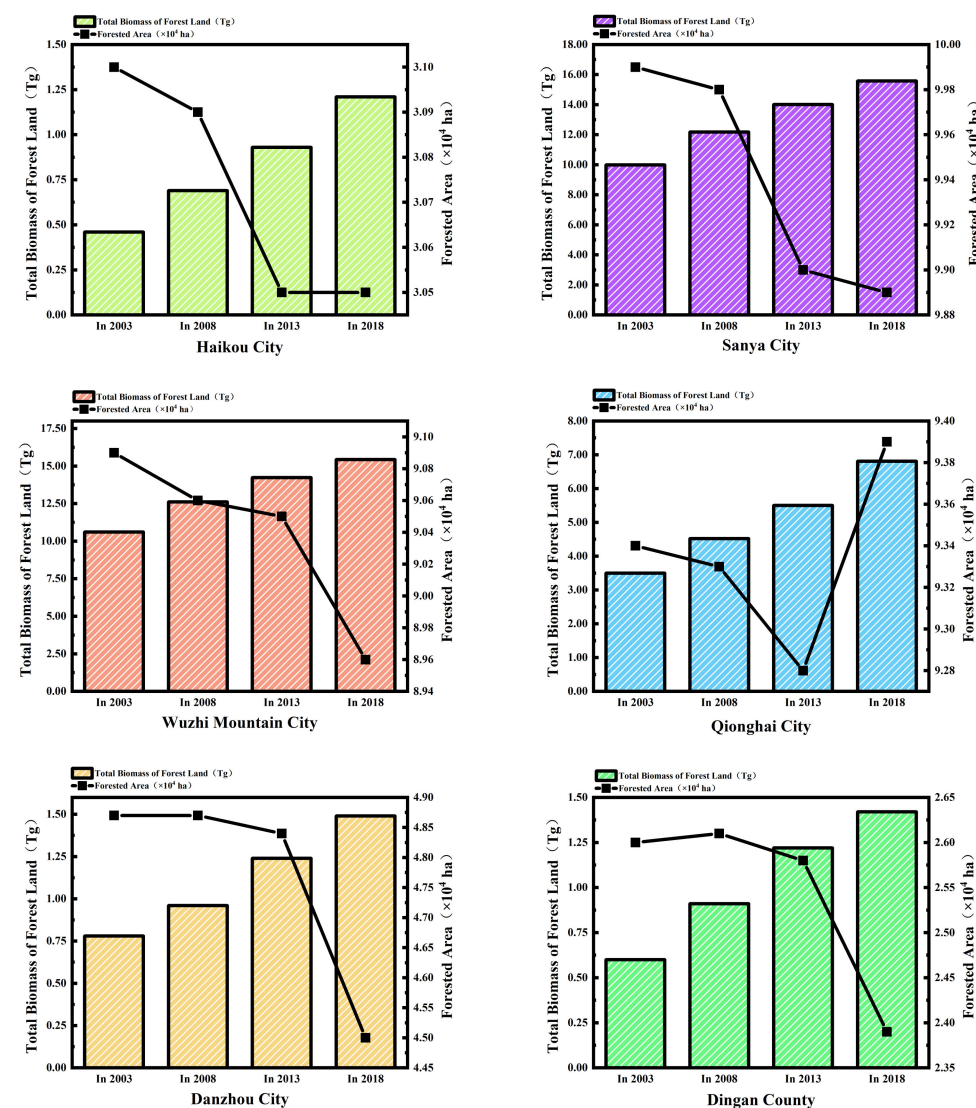 Total Biomass of Forest Land（Tg）
Forested Area（×10⁴ ha）
Total Biomass of Forest Land（Tg）
1.50
1.25
1.00
0.75
0.50
0.25
0.00
3.10
3.09
3.08
3.07
3.06
3.05
Forested Area（×10⁴ ha）
In 2003 In 2008 In 2013 In 2018
Haikou City
Total Biomass of Forest Land（Tg）
Forested Area（×10⁴ ha）
Total Biomass of Forest Land（Tg）
18.00
16.00
14.00
12.00
10.00
8.00
6.00
4.00
2.00
0.00
10.00
9.98
9.96
9.94
9.92
9.90
9.88
Forested Area（×10⁴ ha）
In 2003 In 2008 In 2013 In 2018
Sanya City
Total Biomass of Forest Land（Tg）
Forested Area（×10⁴ ha）
Total Biomass of Forest Land（Tg）
17.50
15.00
12.50
10.00
7.50
5.00
2.50
0.00
9.10
9.08
9.06
9.04
9.02
9.00
8.98
8.96
8.94
Forested Area（×10⁴ ha）
In 2003 In 2008 In 2013 In 2018
Wuzhi Mountain City
Total Biomass of Forest Land（Tg）
Forested Area（×10⁴ ha）
Total Biomass of Forest Land（Tg）
8.00
7.00
6.00
5.00
4.00
3.00
2.00
1.00
0.00
9.40
9.38
9.36
9.34
9.32
9.30
9.28
Forested Area（×10⁴ ha）
In 2003 In 2008 In 2013 In 2018
Qionghai City
Total Biomass of Forest Land（Tg）
Forested Area（×10⁴ ha）
Total Biomass of Forest Land（Tg）
1.50
1.25
1.00
0.75
0.50
0.25
0.00
4.90
4.85
4.80
4.75
4.70
4.65
4.60
4.55
4.50
4.45
Forested Area（×10⁴ ha）
In 2003 In 2008 In 2013 In 2018
Danzhou City
Total Biomass of Forest Land（Tg）
Forested Area（×10⁴ ha）
Total Biomass of Forest Land（Tg）
1.50
1.25
1.00
0.75
0.50
0.25
0.00
2.65
2.60
2.55
2.50
2.45
2.40
2.35
Forested Area（×10⁴ ha）
In 2003 In 2008 In 2013 In 2018
Dingan County